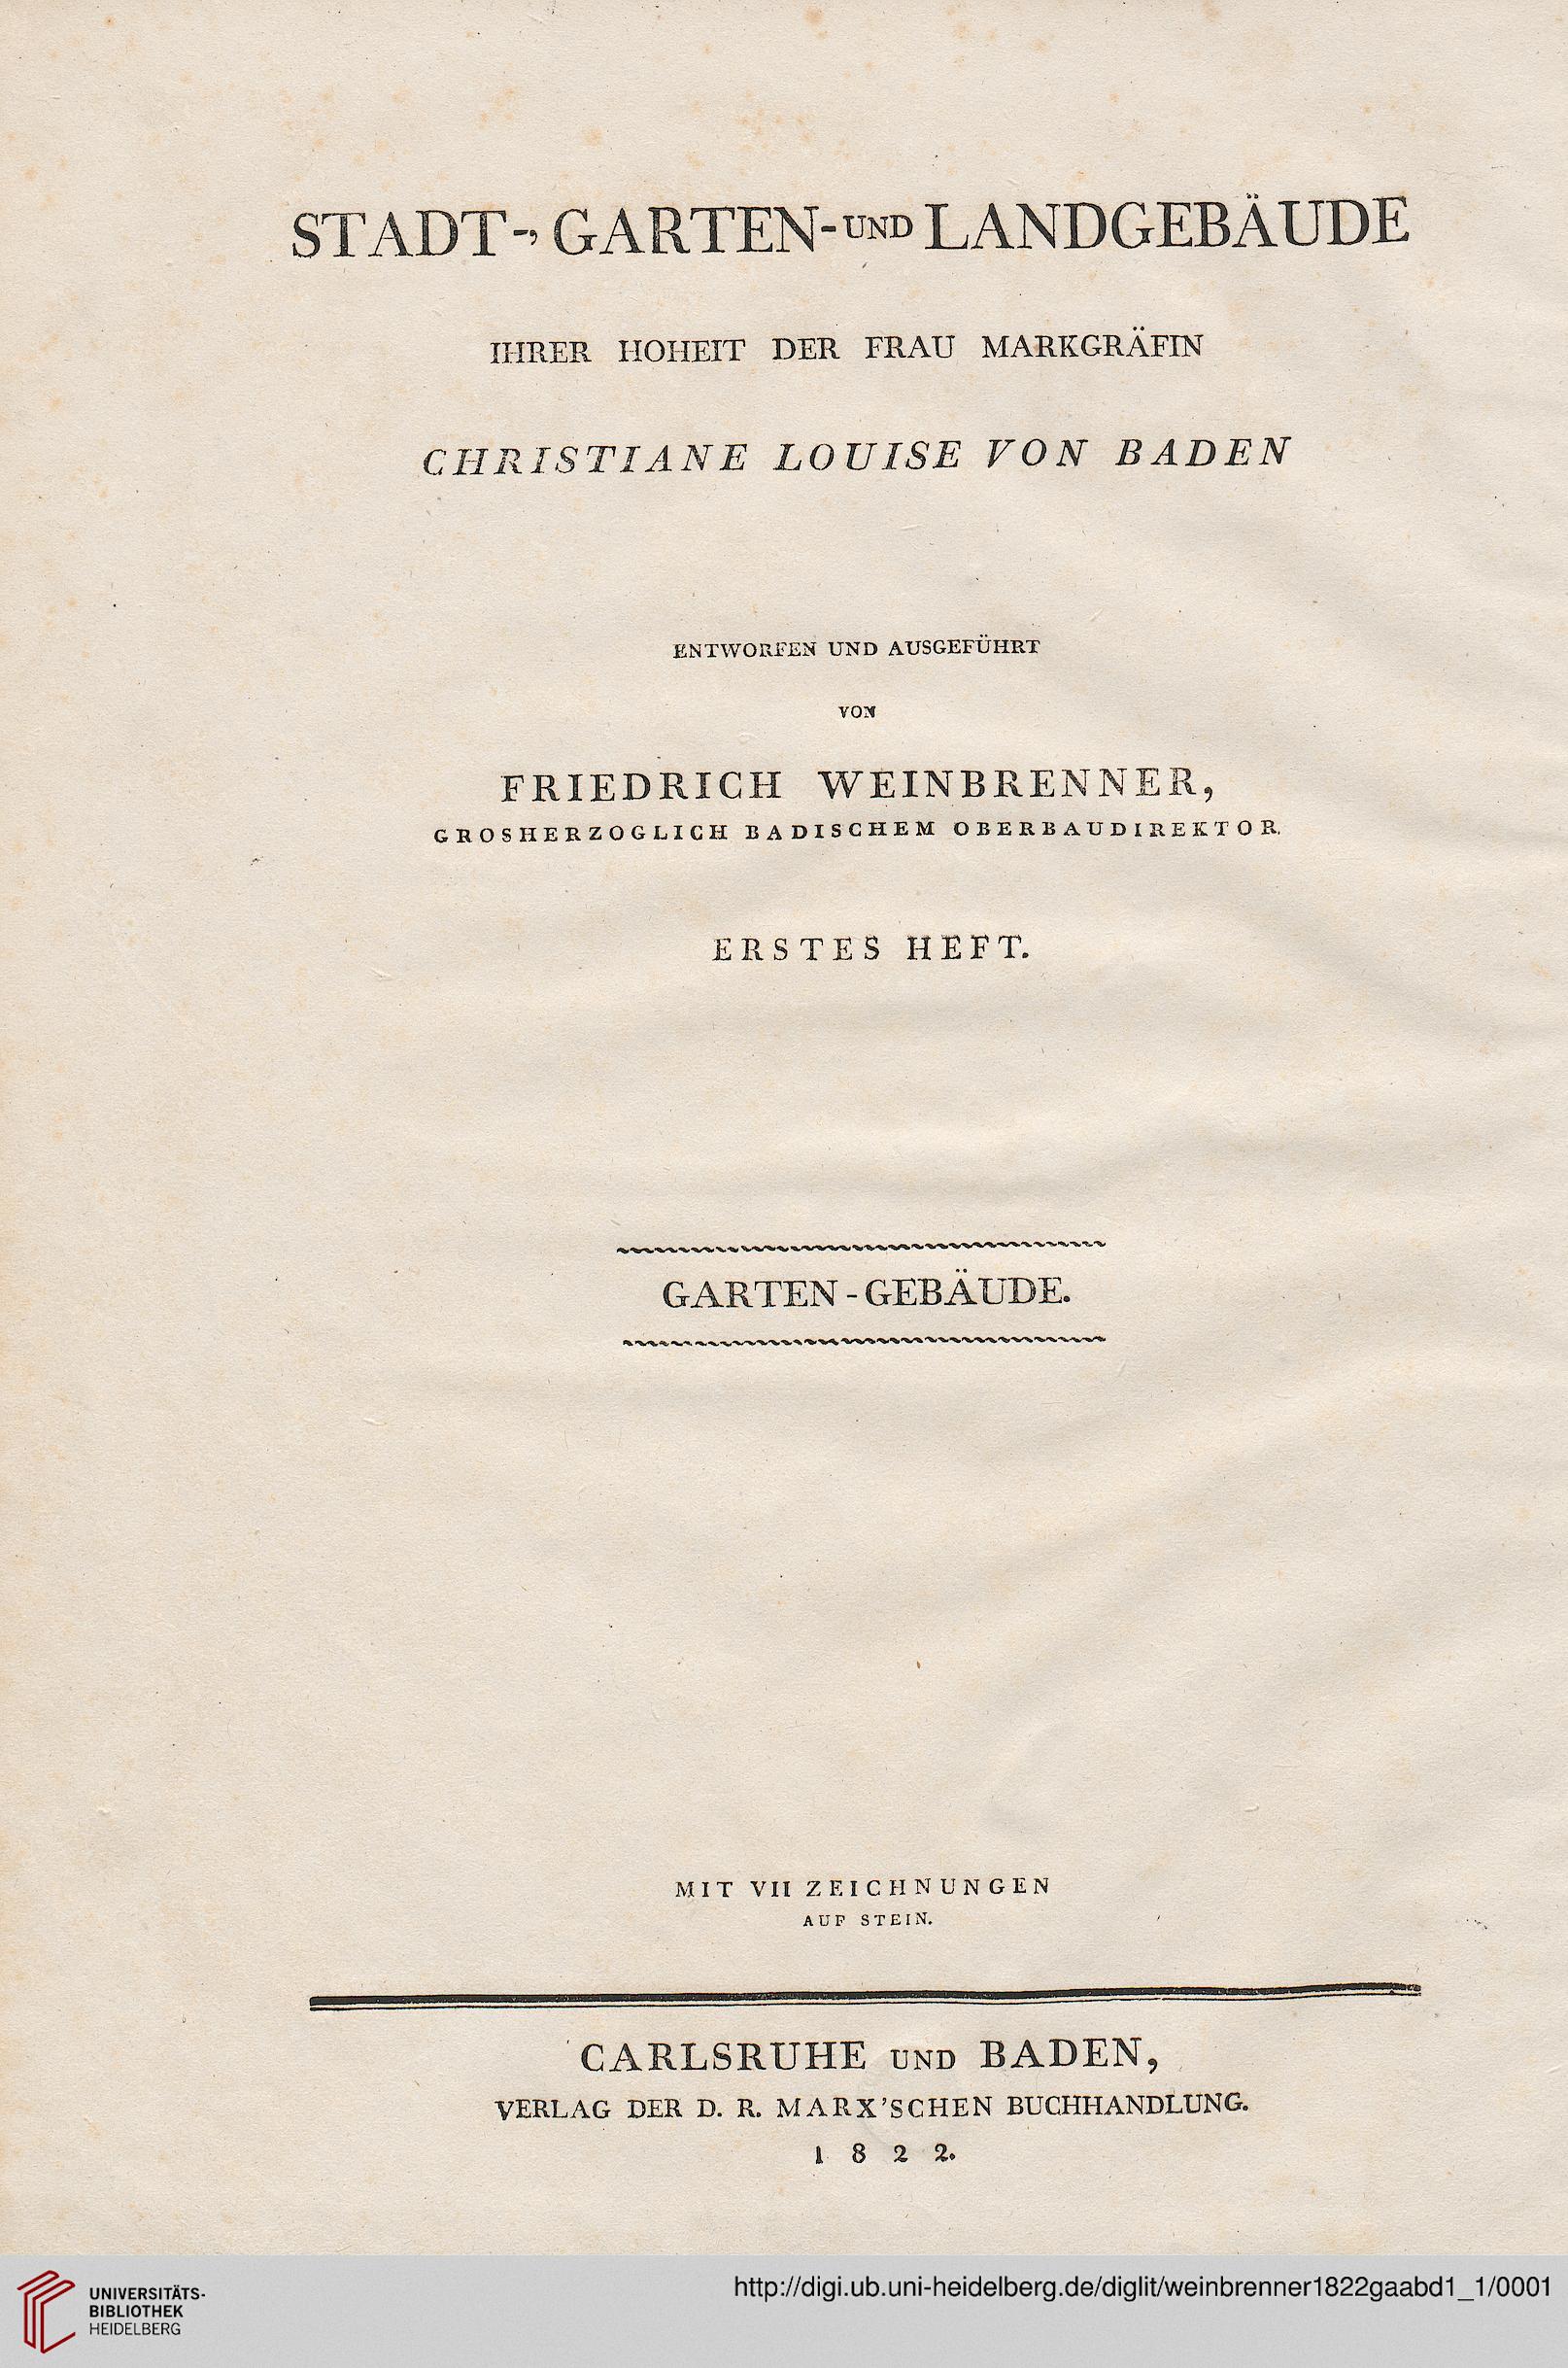 STADT-, GARTEN- UND LANDGEBÄUDE
IHRER HOHEIT DER FRAU MARKGRÄFIN
CHRISTIANE LOUISE VON BADEN
ENTWORFEN UND AUSGEFÜHRT
VON
FRIEDRICH WEINBRENNER,
GROSHERZOGLICH BADISCHEM OBERBAUDIREKTOR.
ERSTES HEFT.
GARTEN-GEBÄUDE.
MIT VII ZEICHNUNGEN
AUF STEIN.
CARLSRUHE UND BADEN,
VERLAG DER D. R. MARX'SCHEN BUCHHANDLUNG.
1822.
UNIVERSITÄTS-
BIBLIOTHEK
HEIDELBERG
http://digi.ub.uni-heidelberg.de/diglit/weinbrenner1822gaabd1_1/0001